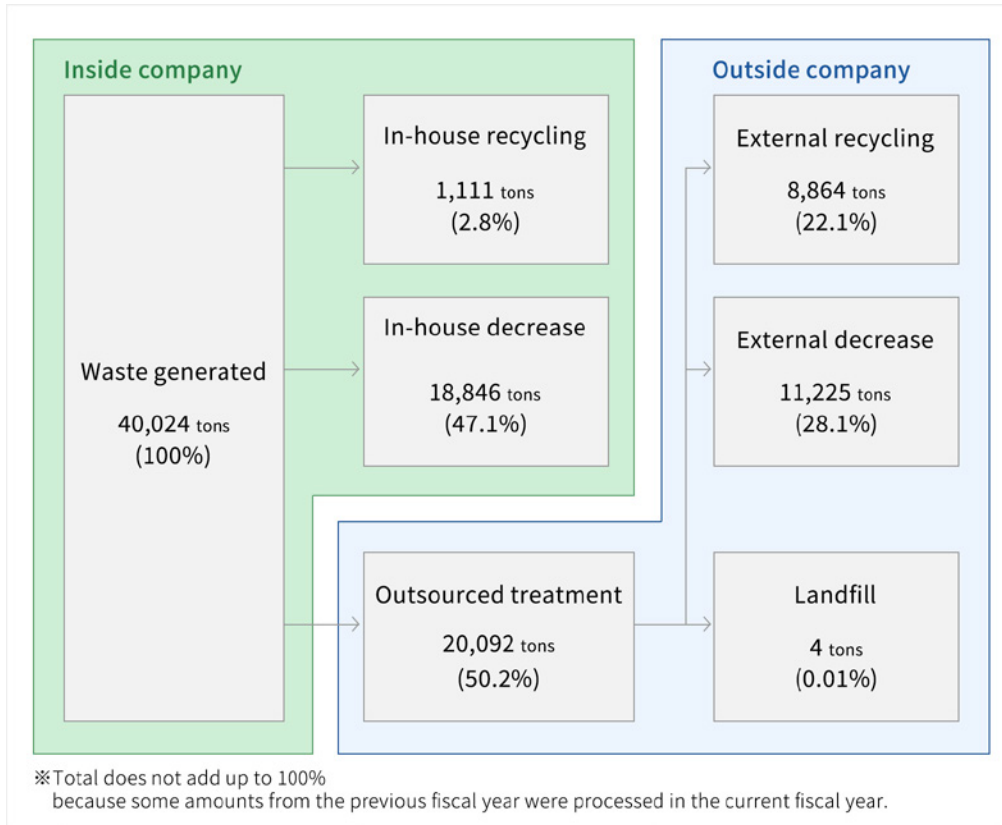 Inside company
Outside company
Waste generated
40,024 tons
(100%)
In-house recycling
1,111 tons
(2.8%)
In-house decrease
18,846 tons
(47.1%)
Outsourced treatment
20,092 tons
(50.2%)
External recycling
8,864 tons
(22.1%)
External decrease
11,225 tons
(28.1%)
Landfill
4 tons
(0.01%)
※Total does not add up to 100%
because some amounts from the previous fiscal year were processed in the current fiscal year.